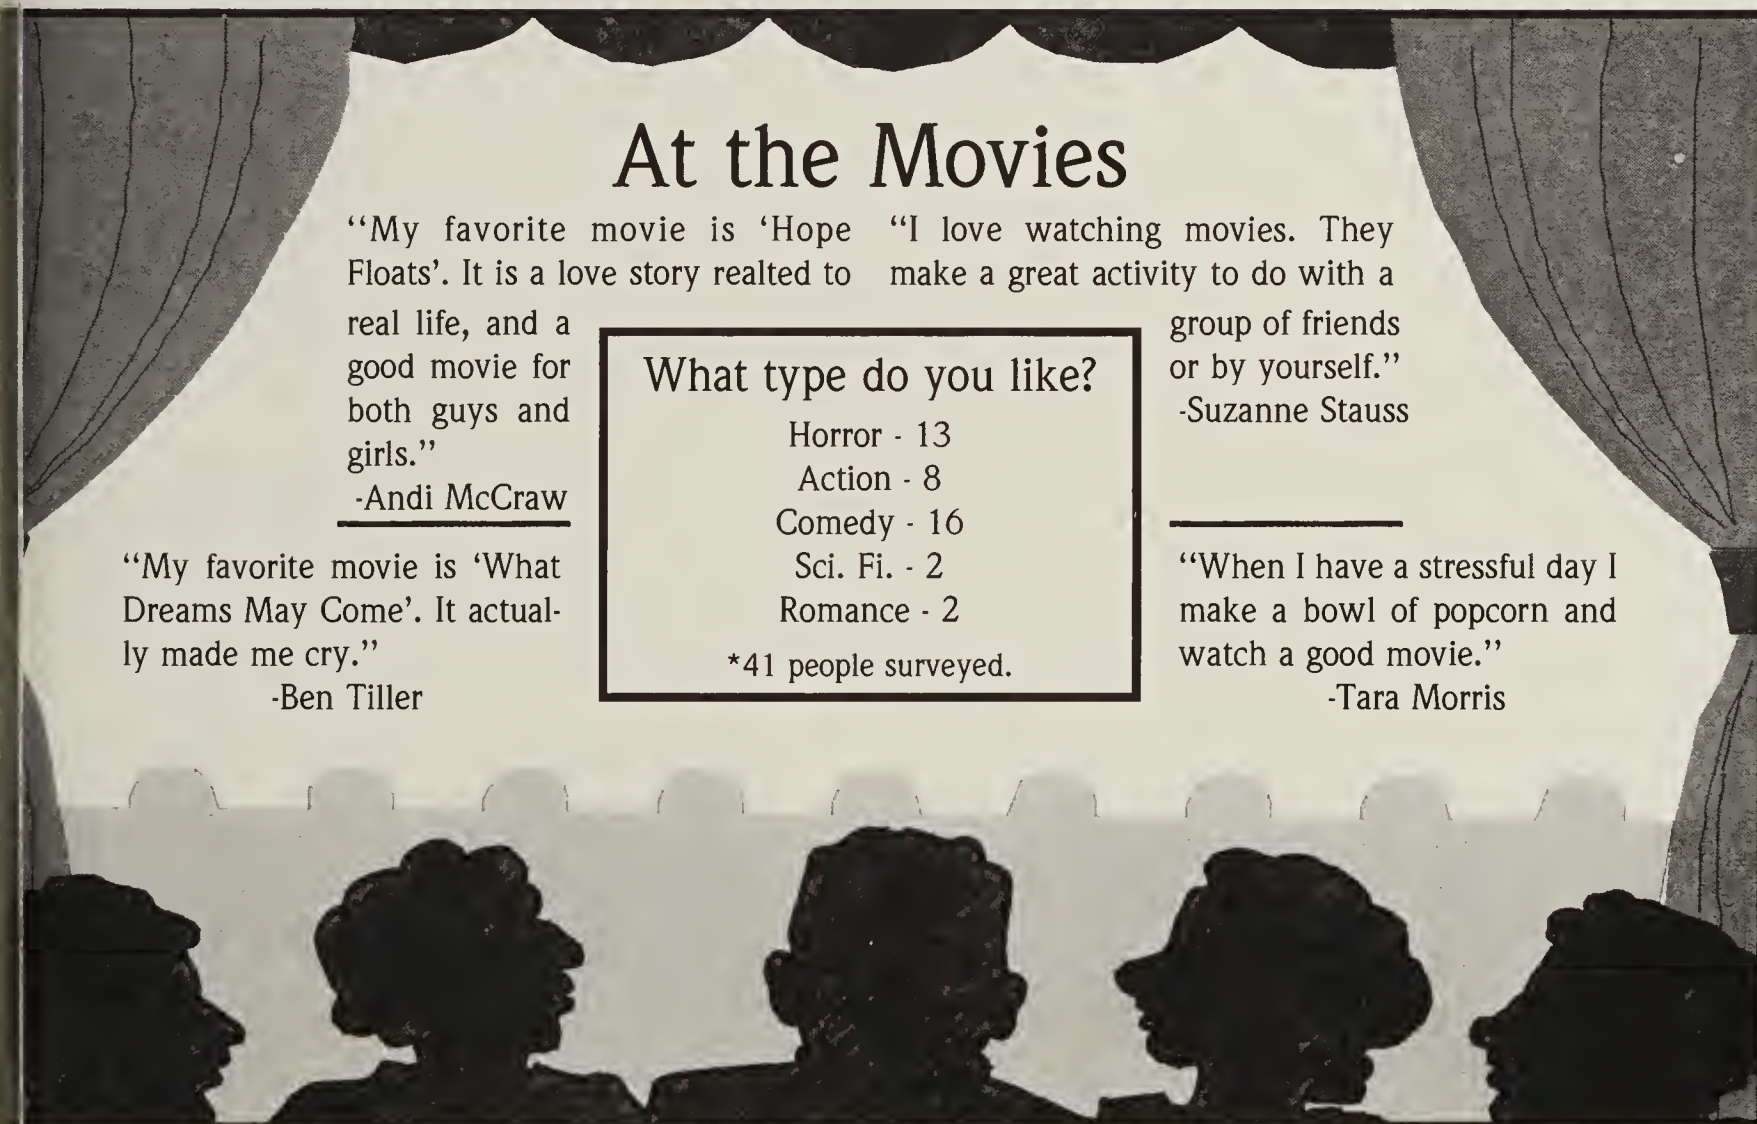 At the Movies
“My favorite movie is ‘Hope
Floats’. It is a love story realted to
real life, and a
good movie for
both guys and
girls.”
-Andi McCraw
“I love watching movies. They
make a great activity to do with a
group of friends
or by yourself.”
-Suzanne Stauss
What type do you like?
Horror - 13
Action - 8
Comedy - 16
Sci. Fi. - 2
Romance - 2
*41 people surveyed.
“My favorite movie is ‘What
Dreams May Come’. It actual-
ly made me cry.”
-Ben Tiller
“When I have a stressful day I
make a bowl of popcorn and
watch a good movie.”
-Tara Morris